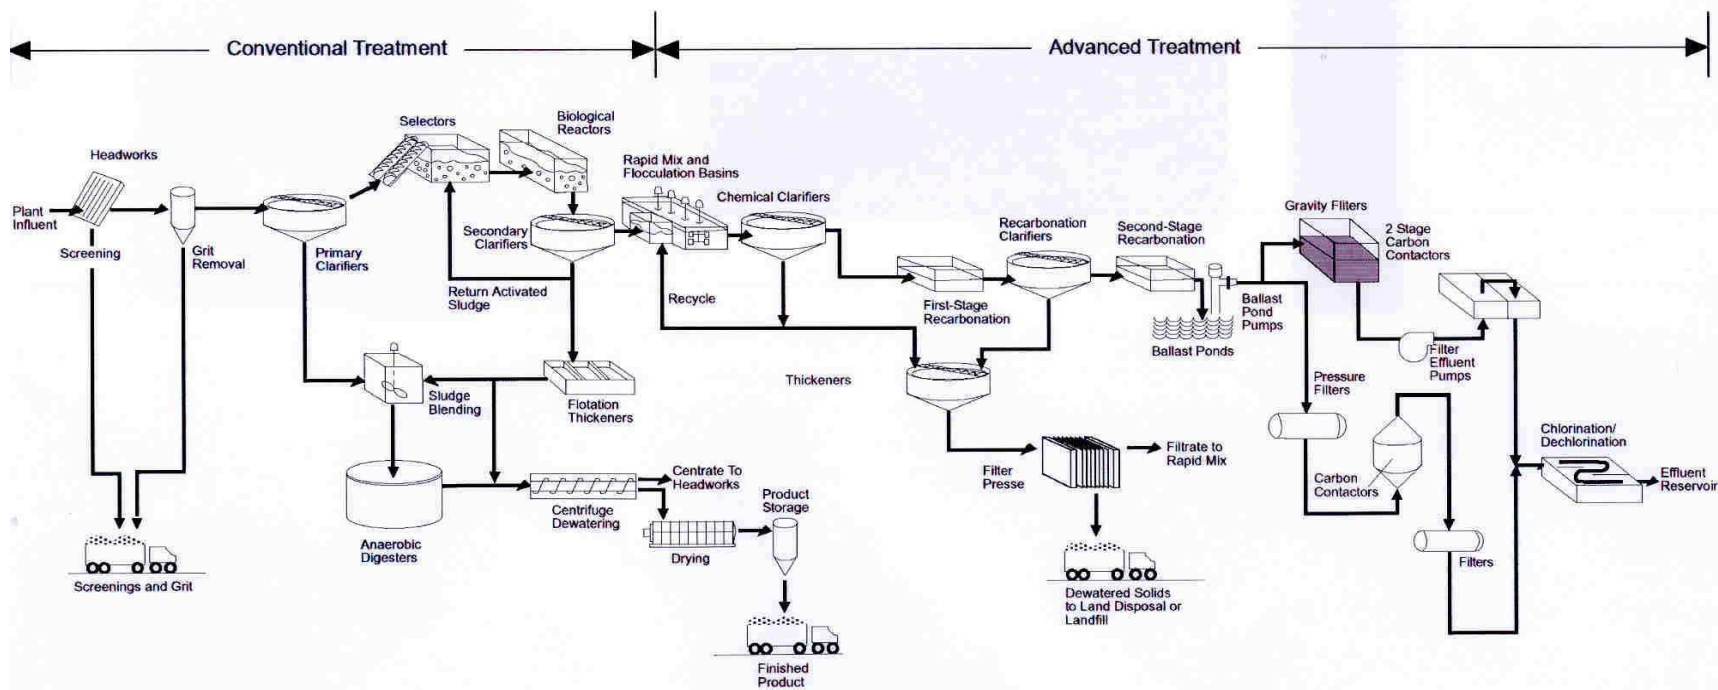 Conventional Treatment
Advanced Treatment
Headworks
Plant
Influent
Screening
Grit
Removal
Primary
Clarifiers
Selectors
Biological
Reactors
Secondary
Clarifiers
Return Activated
Sludge
Rapid Mix and
Flocculation Basins
Chemical Clarifiers
Recycle
First-Stage
Recarbonation
Recarbonation
Clarifiers
Second-Stage
Recarbonation
Ballast Ponds
Ballast
Pond
Pumps
Gravity Fliters
2 Stage
Carbon
Contactors
Filter
Effluent
Pumps
Pressure
Filters
Carbon
Contactors
Filters
Chlorination/
Dechlorination
Effluent
Reservoir
Sludge
Blending
Flotation
Thickeners
Thickeners
Anaerobic
Digesters
Centrifuge
Dewatering
Centrate To
Headworks
Drying
Product
Storage
Finished
Product
Filter
Presse
Filtrate to
Rapid Mix
Dewatered Solids
to Land Disposal or
Landfill
Screenings and Grit